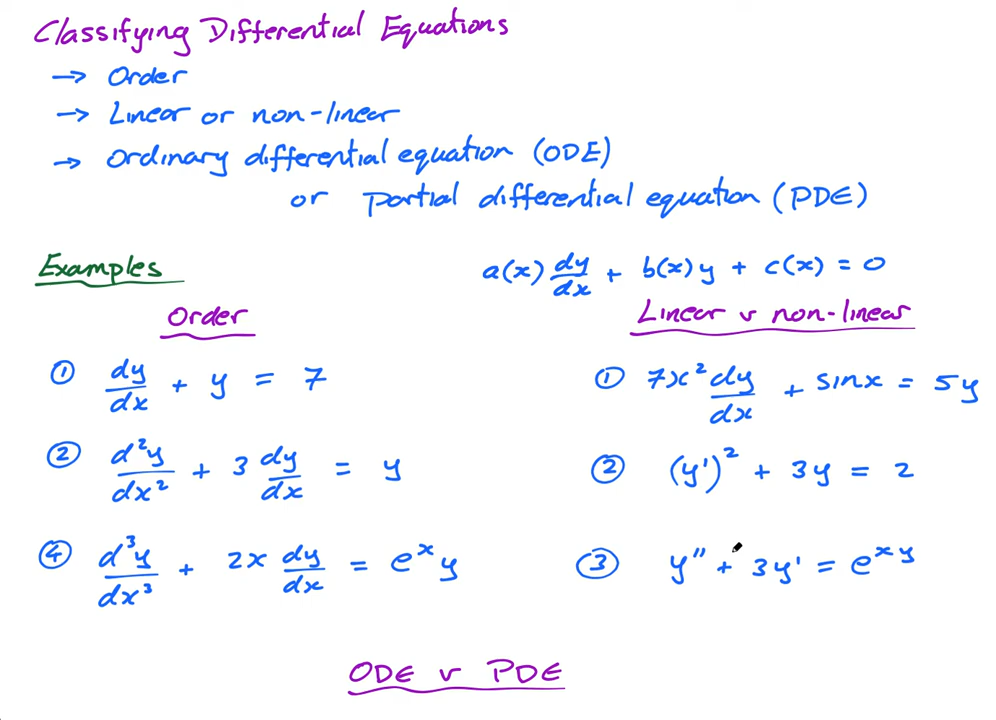 Classifying Differential Equations
→ Order
→ Linear or non-linear
→ Ordinary differential equation (ODE)
or Partial differential equation (PDE)
Examples
a(x) dy/dx + b(x)y + c(x) = 0
Order
① dy/dx + y = 7
② d²y/dx² + 3 dy/dx = y
④ d³y/dx³ + 2x dy/dx = eˣ y
Linear v non-linear
① 7x² dy/dx + sinx = 5y
② (y')² + 3y = 2
③ y'' + 3y' = e^xy
ODE v PDE